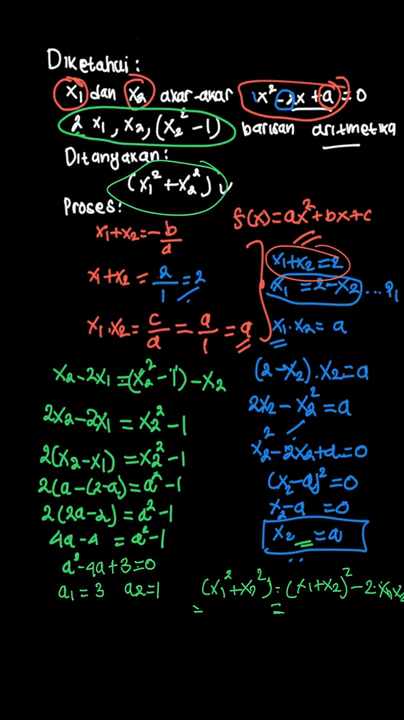 Diketahui:
x₁ dan x₂ akar-akar 1x² - 2x + a = 0
2x₁, x₂, (x₂² - 1) barisan aritmetika
Ditanyakan:
(x₁² + x₂²)
Proses:
f(x) = ax² + bx + c
x₁ + x₂ = -b/a
x₁ + x₂ = 2/1 = 2
x₁ · x₂ = c/a = a/1 = a
x₁ + x₂ = 2
x₁ = 2 - x₂ ...P₁
x₁ · x₂ = a
(2 - x₂) · x₂ = a
2x₂ - x₂² = a
x₂² - 2x₂ + a = 0
(x₂ - a)² = 0
x₂ - a = 0
x₂ = a
x₂ - 2x₁ = (x₂² - 1) - x₂
2x₂ - 2x₁ = x₂² - 1
2(x₂ - x₁) = x₂² - 1
2(a - (2 - a) = a² - 1
2(2a - 2) = a² - 1
4a - 4 = a² - 1
a² - 4a + 3 = 0
a₁ = 3 a₂ = 1
(x₁² + x₂²) = (x₁ + x₂)² - 2 · x₁x₂
= =